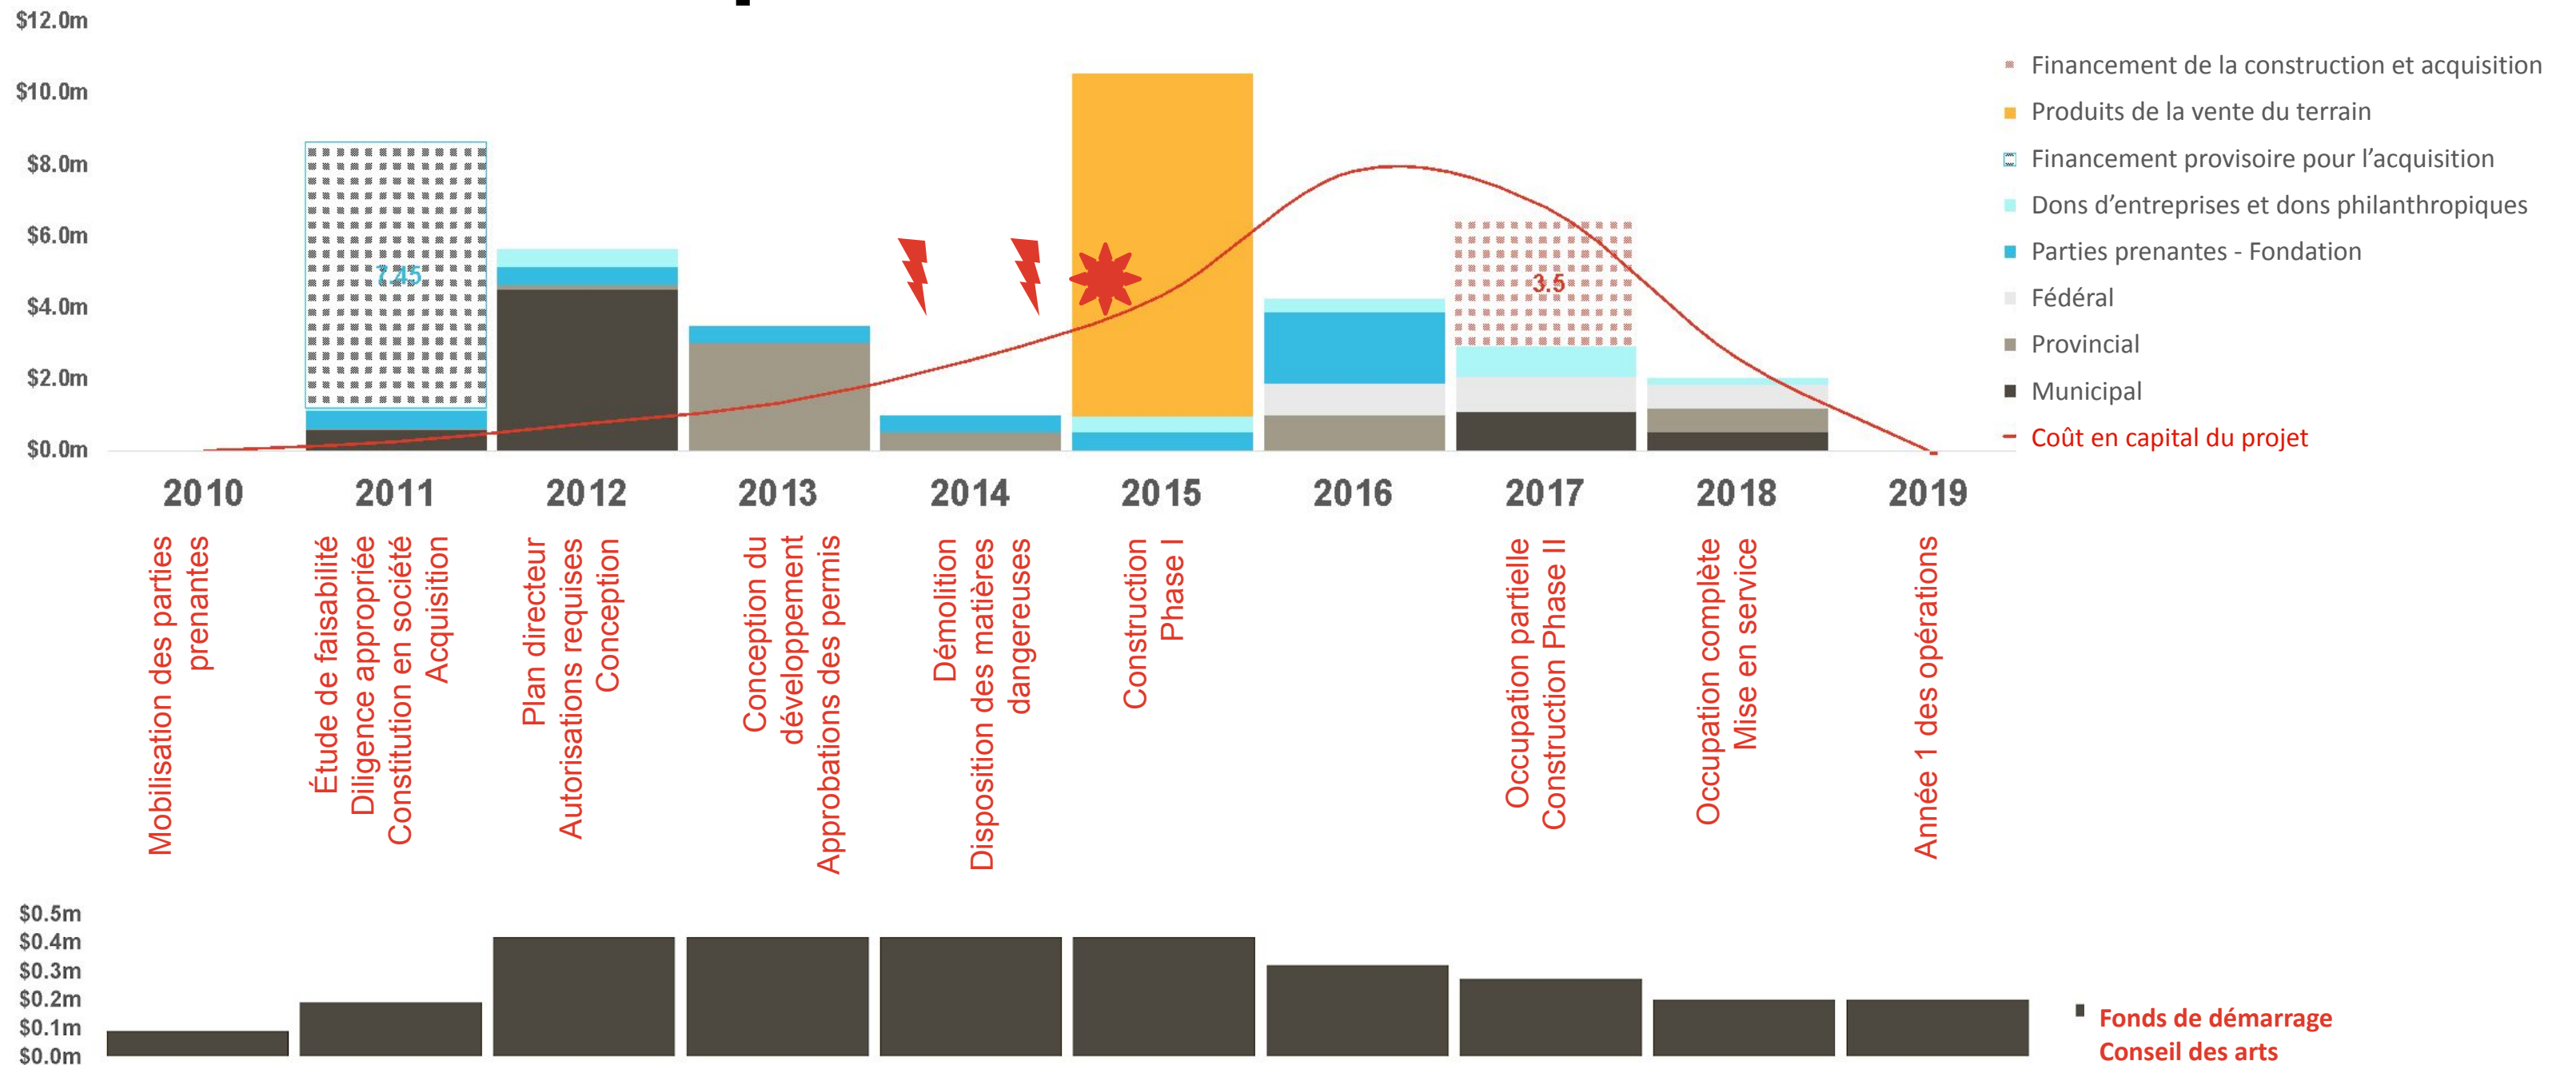 $12.0m
$10.0m
$8.0m
$6.0m
$4.0m
$2.0m
$0.0m
7.45
3.5
Financement de la construction et acquisition
Produits de la vente du terrain
Financement provisoire pour l’acquisition
Dons d’entreprises et dons philanthropiques
Parties prenantes - Fondation
Fédéral
Provincial
Municipal
Coût en capital du projet
2010
2011
2012
2013
2014
2015
2016
2017
2018
2019
Mobilisation des parties
prenantes
Étude de faisabilité
Diligence appropriée
Constitution en société
Acquisition
Plan directeur
Autorisations requises
Conception
Conception du
développement
Approbations des permis
Démolition
Disposition des matières
dangereuses
Construction
Phase I
Occupation partielle
Construction Phase II
Occupation complète
Mise en service
Année 1 des opérations
$0.5m
$0.4m
$0.3m
$0.2m
$0.1m
$0.0m
Fonds de démarrage
Conseil des arts